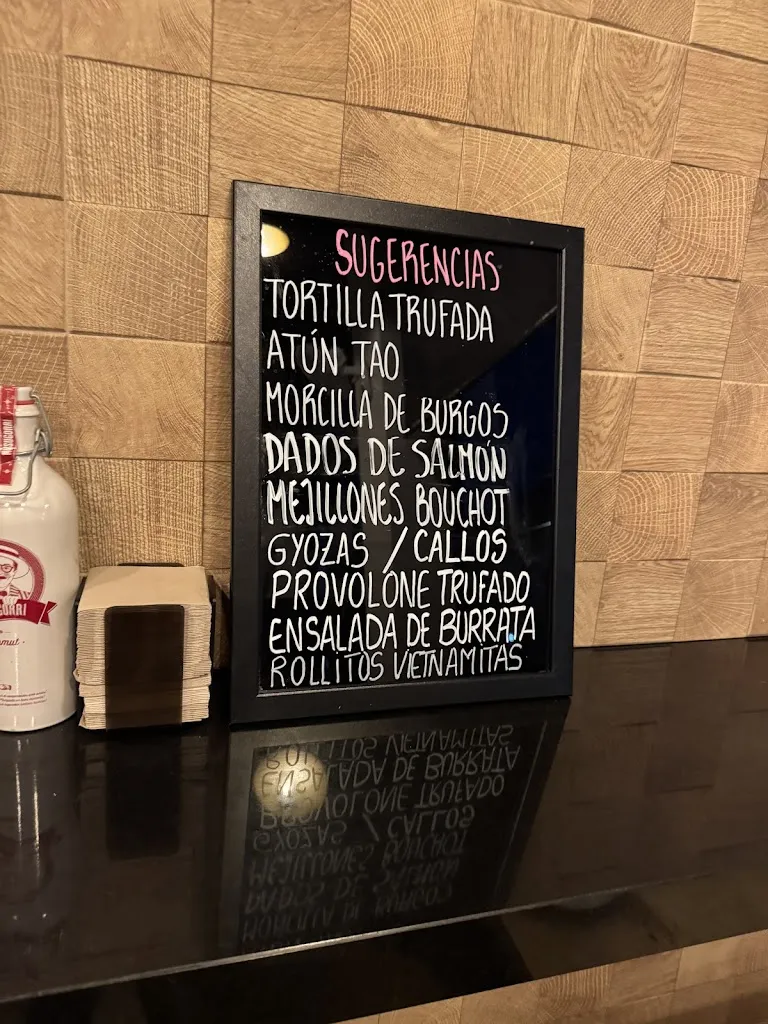 SUGERENCIAS
TORTILLA TRUFADA
ATÚN TAO
MORCILLA DE BURGOS
DADOS DE SALMÓN
MEJILLONES BOUCHOT
GYOZAS / CALLOS
PROVOLONE TRUFADO
ENSALADA DE BURRATA
ROLLITOS VIETNAMITAS